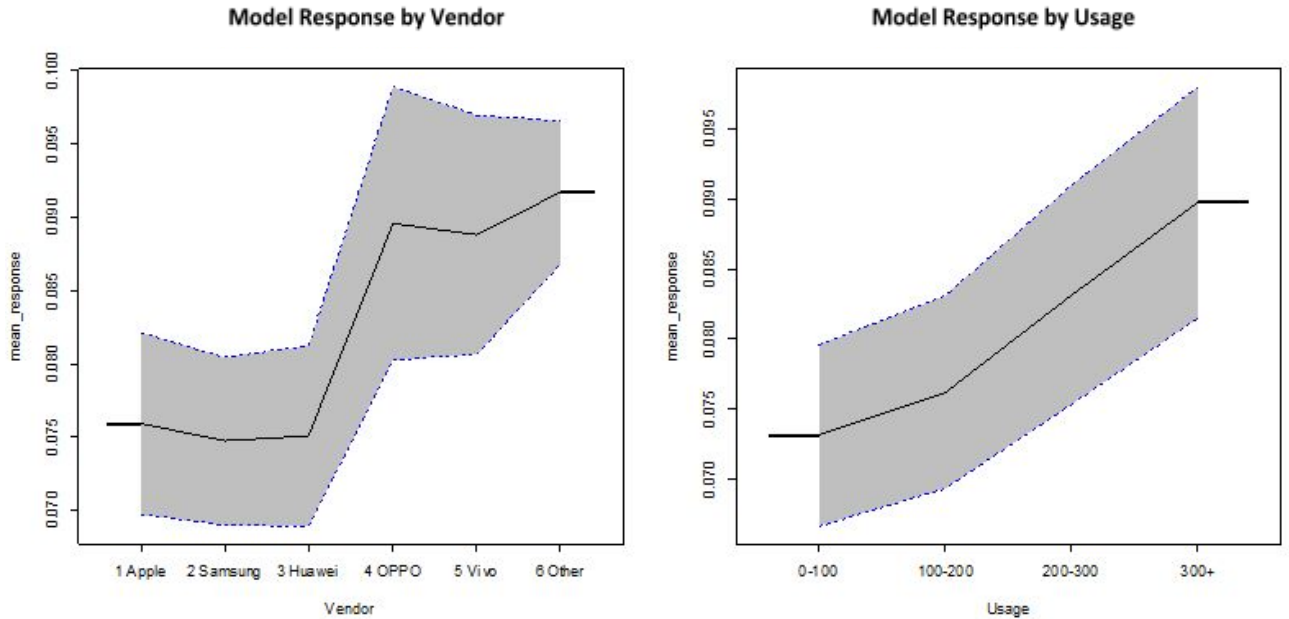 Model Response by Vendor
mean_response
0.100
0.095
0.090
0.085
0.080
0.075
0.070
1 Apple 2 Samsung 3 Huawei 4 OPPO 5 Vivo 6 Other
Vendor
Model Response by Usage
mean_response
0.095
0.090
0.085
0.080
0.075
0.070
0-100 100-200 200-300 300+
Usage